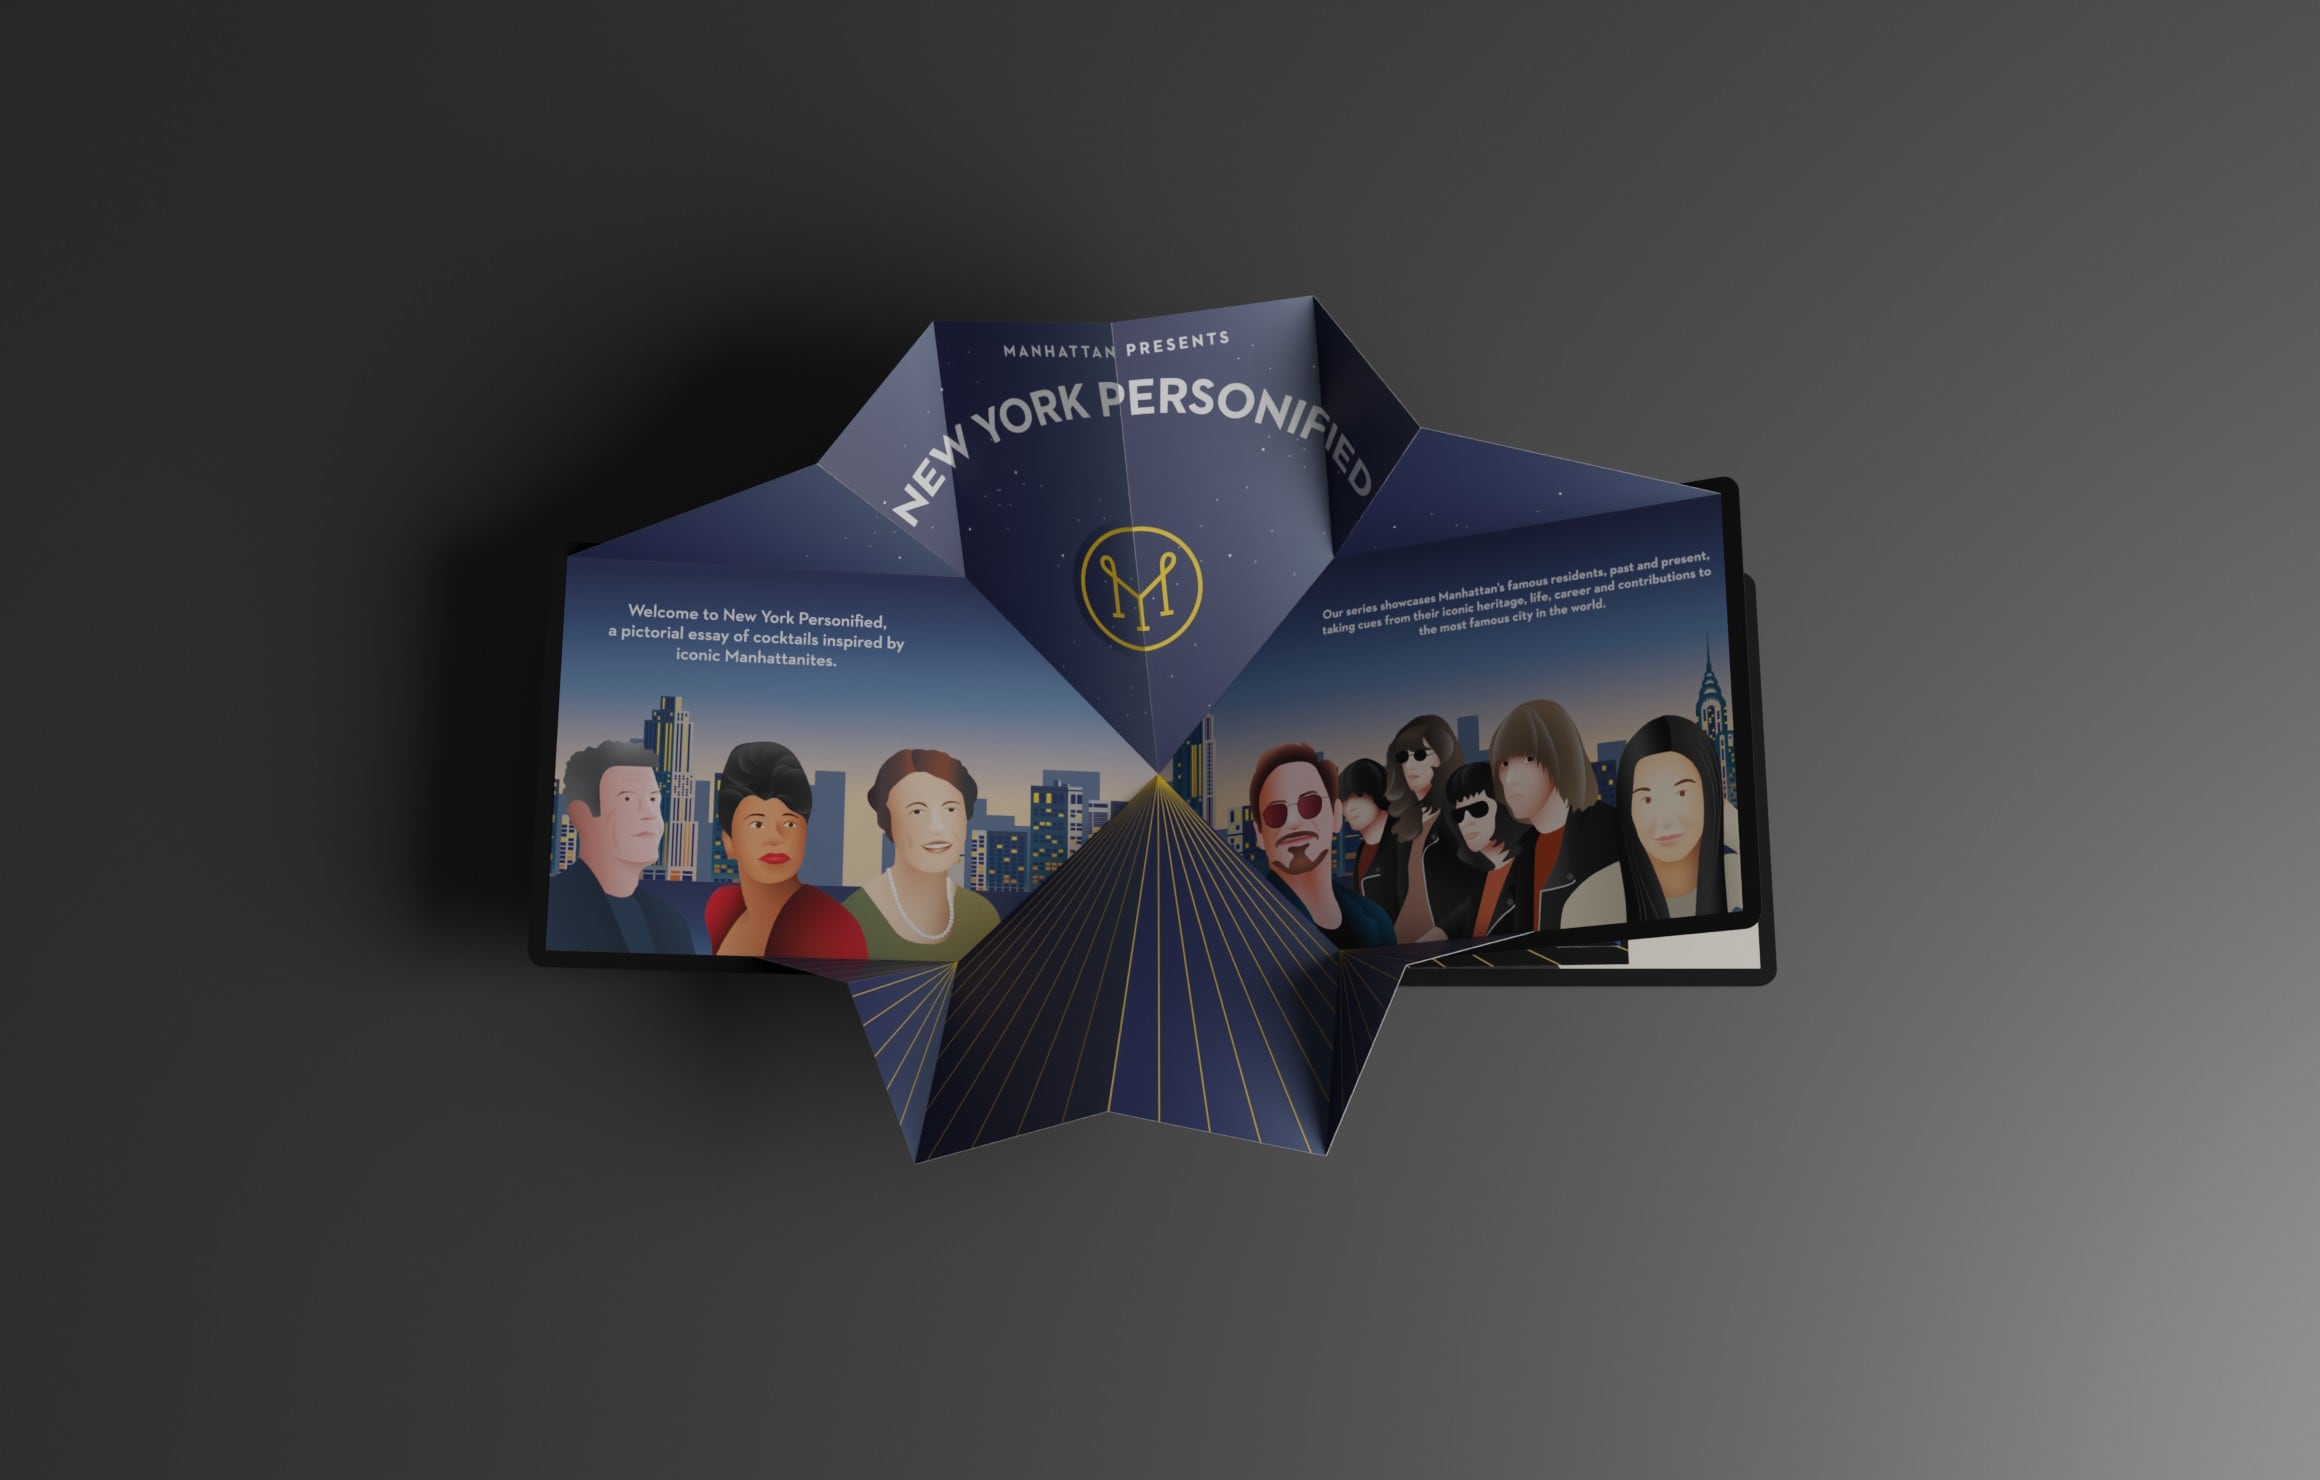 MANHATTAN PRESENTS
NEW YORK PERSONIFIED
M
Welcome to New York Personified,
a pictorial essay of cocktails inspired by
iconic Manhattanites.
Our series showcases Manhattan's famous residents, past and present,
taking cues from their iconic heritage, life, career and contributions to
the most famous city in the world.